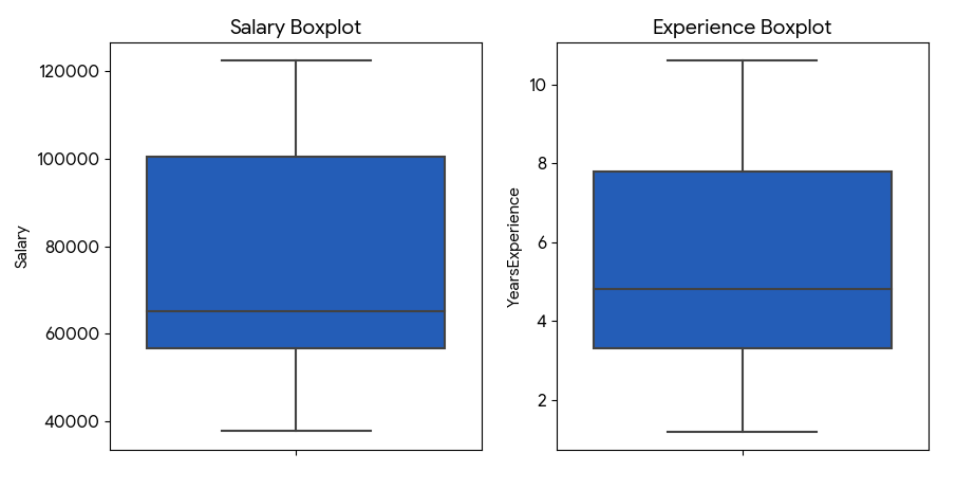 Salary Boxplot
120000
100000
80000
60000
40000
Salary
Experience Boxplot
10
8
6
4
2
YearsExperience